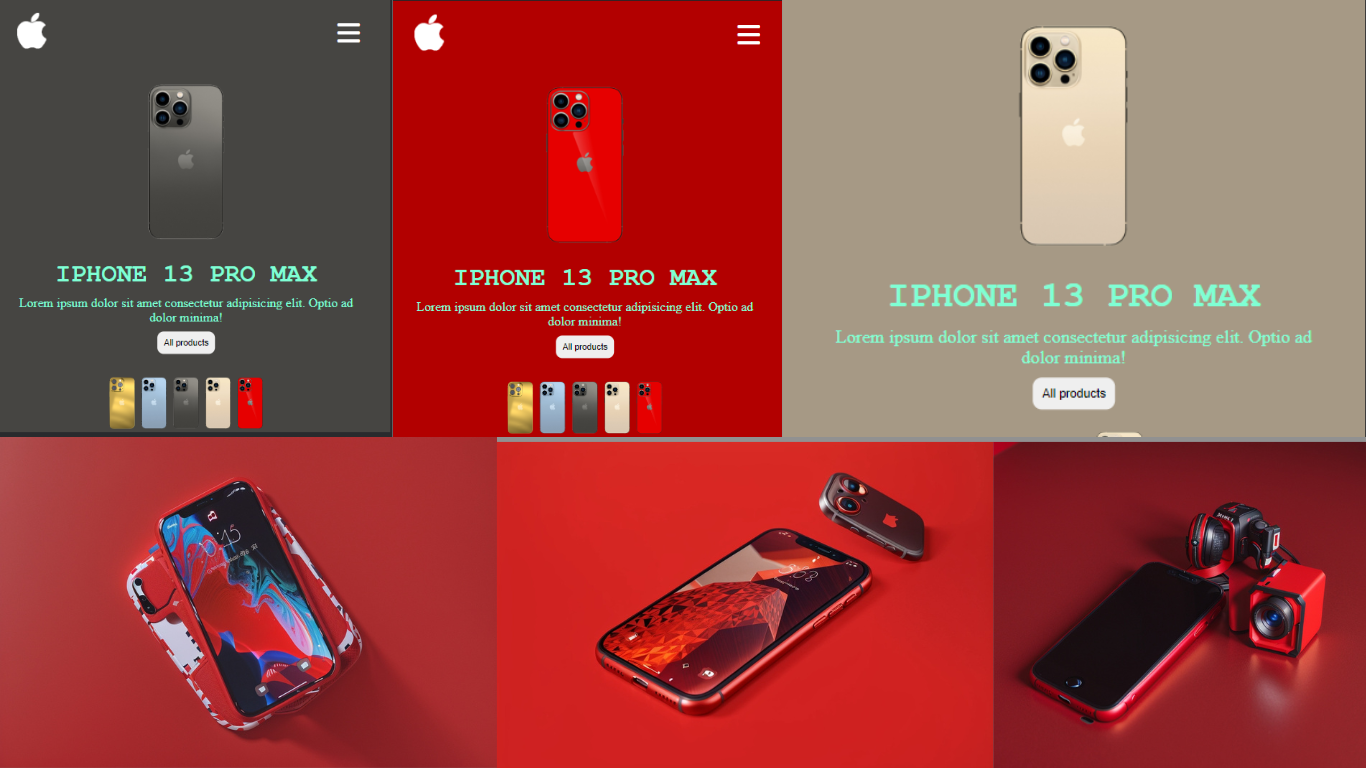 IPHONE 13 PRO MAX
Lorem ipsum dolor sit amet consectetur adipisicing elit. Optio ad
dolor minima!
All products
IPHONE 13 PRO MAX
Lorem ipsum dolor sit amet consectetur adipisicing elit. Optio ad
dolor minima!
All products
IPHONE 13 PRO MAX
Lorem ipsum dolor sit amet consectetur adipisicing elit. Optio ad
dolor minima!
All products